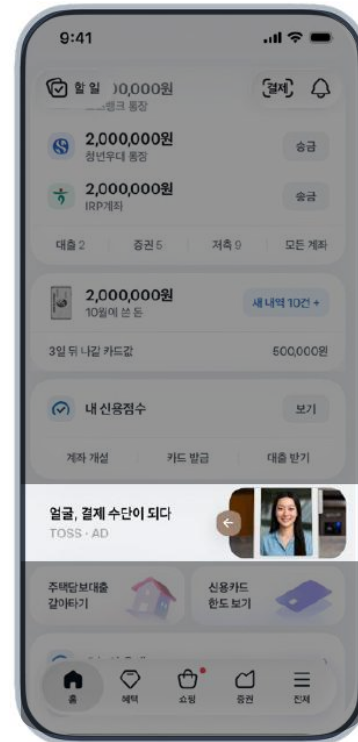 9:41
할 일
00,000원
결제
뱅크 통장
2,000,000원
송금
청년우대 통장
2,000,000원
송금
IRP계좌
대출 2 증권 5 저축 9 모든 계좌
2,000,000원
새 내역 10건 +
10월에 쓴 돈
3일 뒤 나갈 카드값 500,000원
내 신용점수 보기
계좌 개설 카드 발급 대출 받기
얼굴, 결제 수단이 되다
TOSS · AD
주택담보대출 신용카드
갈아타기 한도 보기
홈 혜택 쇼핑 증권 전체